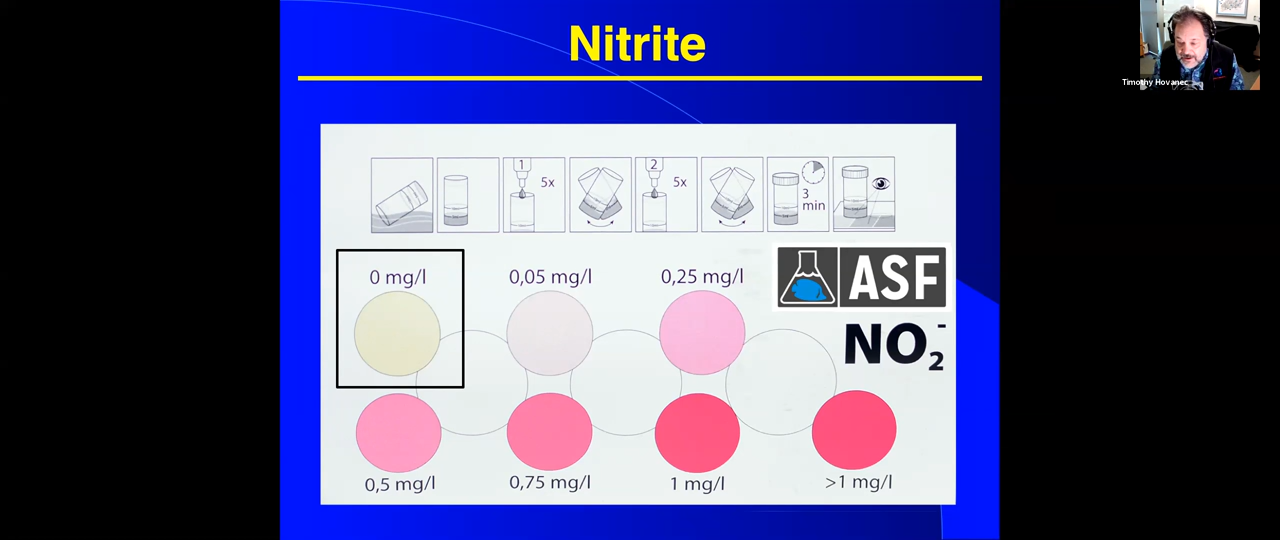 Nitrite
Timothy Hovanec
1
5x
2
5x
3
min
0 mg/l
0,05 mg/l
0,25 mg/l
ASF
NO₂⁻
0,5 mg/l
0,75 mg/l
1 mg/l
>1 mg/l